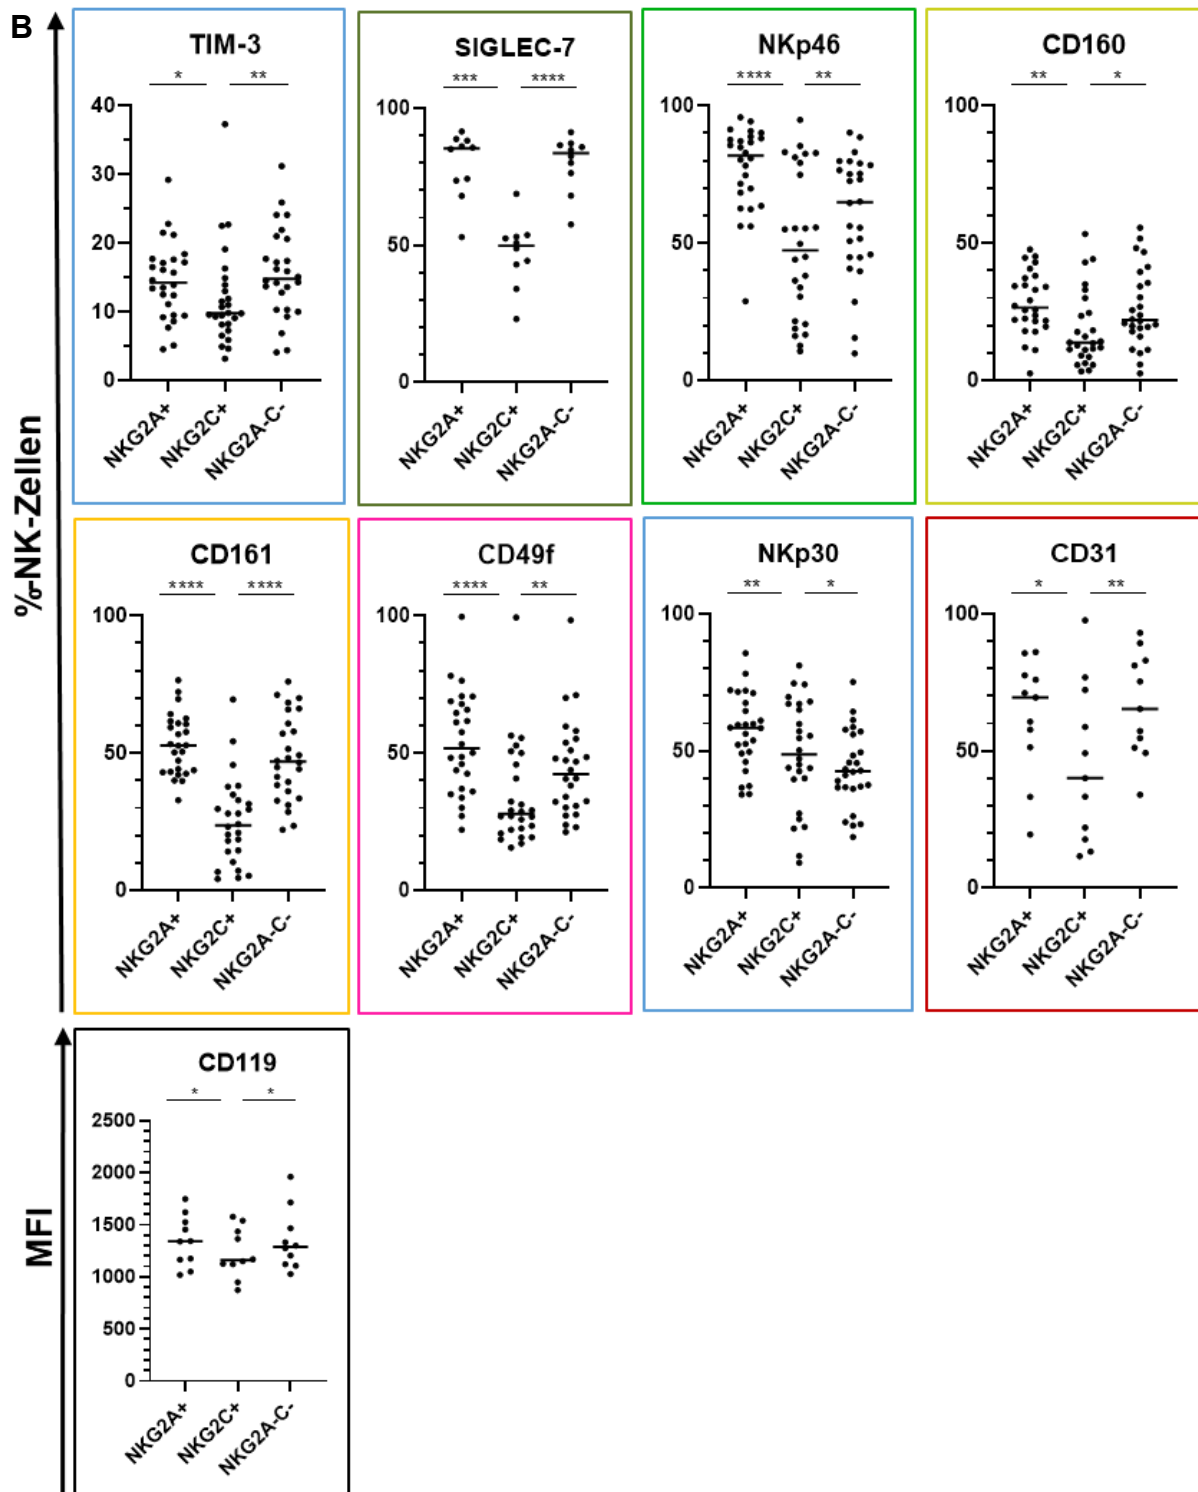 B
%-NK-Zellen
TIM-3
* **
40
30
20
10
0
NKG2A+ NKG2C+ NKG2A-C-
SIGLEC-7
*** ****
100
50
0
NKG2A+ NKG2C+ NKG2A-C-
NKp46
**** **
100
50
0
NKG2A+ NKG2C+ NKG2A-C-
CD160
** *
100
50
0
NKG2A+ NKG2C+ NKG2A-C-
CD161
**** ****
100
50
0
NKG2A+ NKG2C+ NKG2A-C-
CD49f
**** **
100
50
0
NKG2A+ NKG2C+ NKG2A-C-
NKp30
** *
100
50
0
NKG2A+ NKG2C+ NKG2A-C-
CD31
* **
100
50
0
NKG2A+ NKG2C+ NKG2A-C-
MFI
CD119
* *
2500
2000
1500
1000
500
0
NKG2A+ NKG2C+ NKG2A-C-